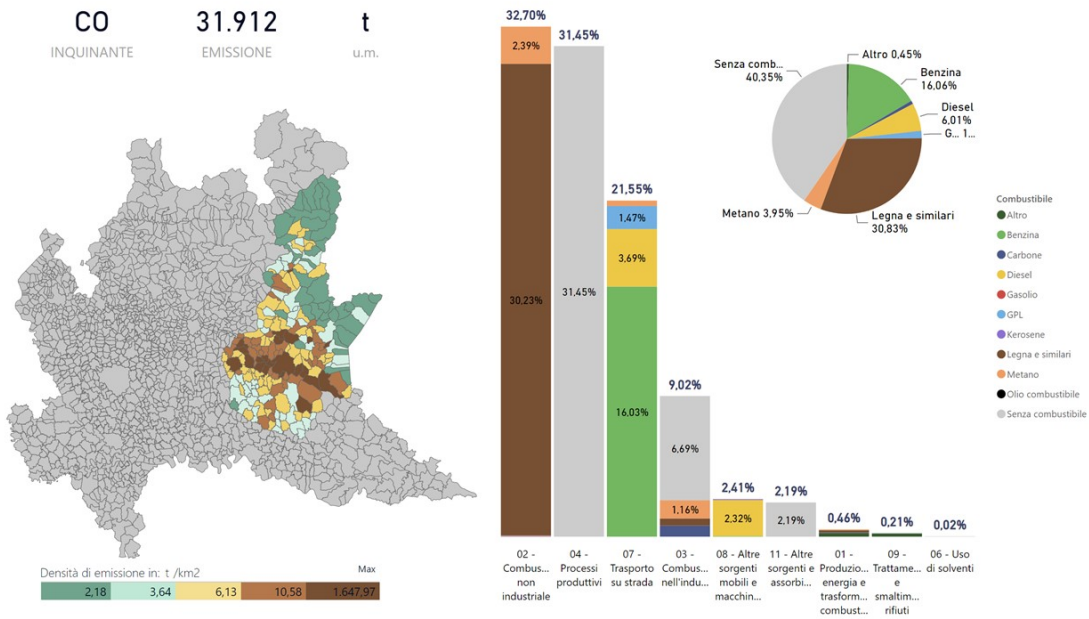 CO
INQUINANTE
31.912
EMISSIONE
t
u.m.
Densità di emissione in: t /km2
Max
2,18
3,64
6,13
10,58
1.647,97
32,70%
2,39%
30,23%
31,45%
31,45%
21,55%
1,47%
3,69%
16,03%
9,02%
6,69%
1,16%
2,41%
2,32%
2,19%
2,19%
0,46%
0,21%
0,02%
02 -
Combus...
non
industriale
04 -
Processi
produttivi
07 -
Trasporto
su strada
03 -
Combus...
nell'indu...
08 - Altre
sorgenti
mobili e
macchin...
11 - Altre
sorgenti e
assorbi...
01 -
Produzio...
energia e
trasform...
combust...
09 -
Trattame...
e
smaltim...
rifiuti
06 - Uso
di solventi
Altro 0,45%
Benzina
16,06%
Diesel
6,01%
G... 1...
Legna e similari
30,83%
Metano 3,95%
Senza comb...
40,35%
Combustibile
Altro
Benzina
Carbone
Diesel
Gasolio
GPL
Kerosene
Legna e similari
Metano
Olio combustibile
Senza combustibile